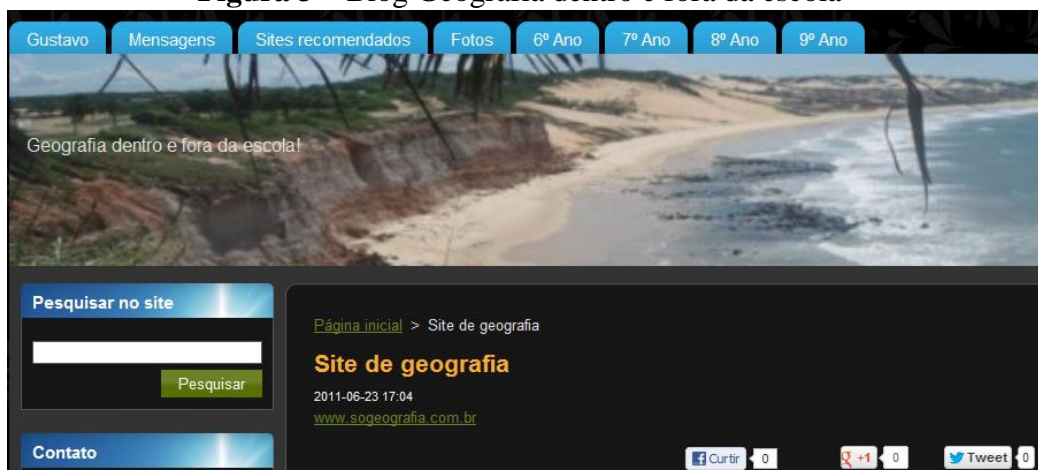 Figura 3 – Blog Geografia dentro e fora da escola
Gustavo Mensagens Sites recomendados Fotos 6º Ano 7º Ano 8º Ano 9º Ano
Geografia dentro e fora da escola!
Pesquisar no site
Pesquisar
Contato
Página inicial > Site de geografia
Site de geografia
2011-06-23 17:04
www.sogeografia.com.br
Curtir 0 +1 0 Tweet 0